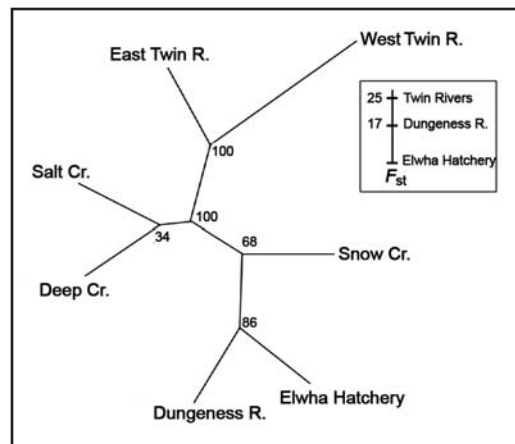 West Twin R.
East Twin R.
25 Twin Rivers
17 Dungeness R.
Elwha Hatchery
Fst
100
Salt Cr.
100
34
68
Snow Cr.
Deep Cr.
86
Elwha Hatchery
Dungeness R.